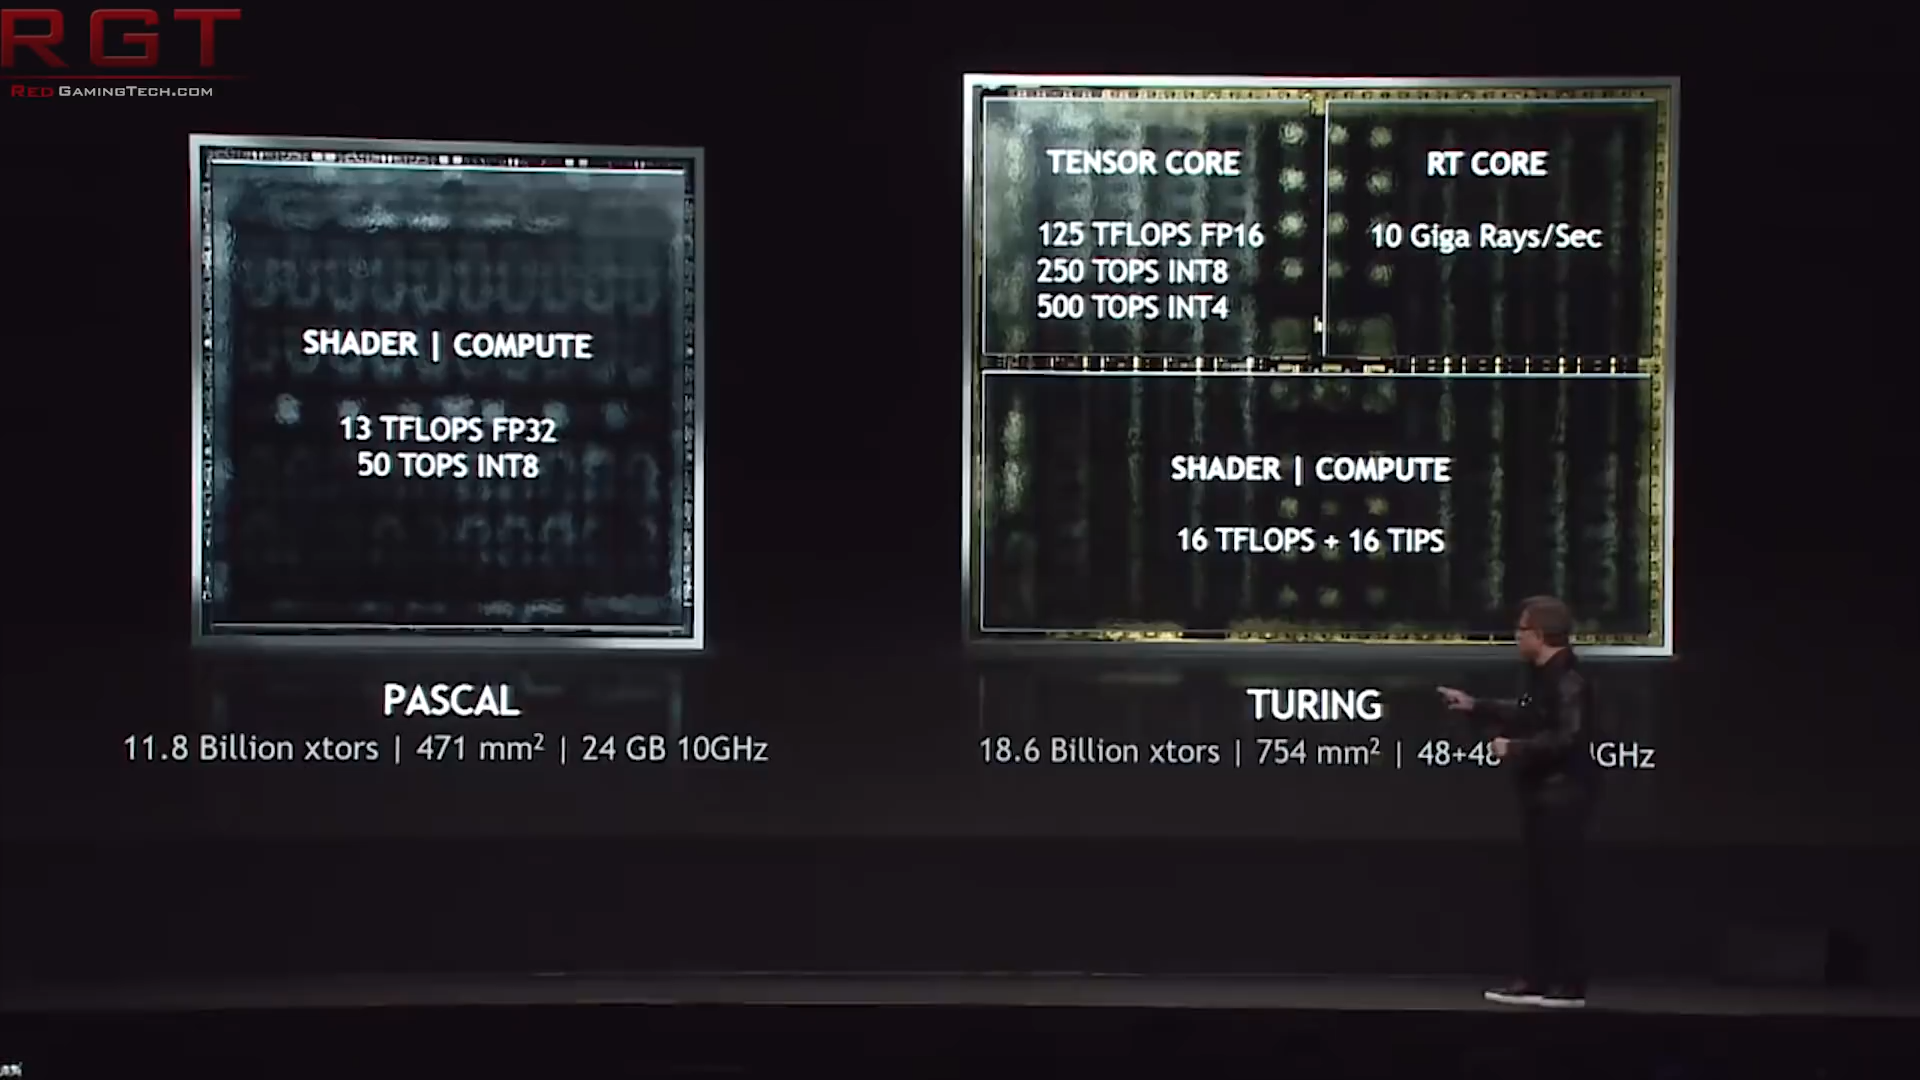 RGT
RedGamingTech.com
SHADER | COMPUTE
13 TFLOPS FP32
50 TOPS INT8
PASCAL
11.8 Billion xtors | 471 mm² | 24 GB 10GHz
TENSOR CORE
125 TFLOPS FP16
250 TOPS INT8
500 TOPS INT4
RT CORE
10 Giga Rays/Sec
SHADER | COMPUTE
16 TFLOPS + 16 TIPS
TURING
18.6 Billion xtors | 754 mm² | 48+48 GHz